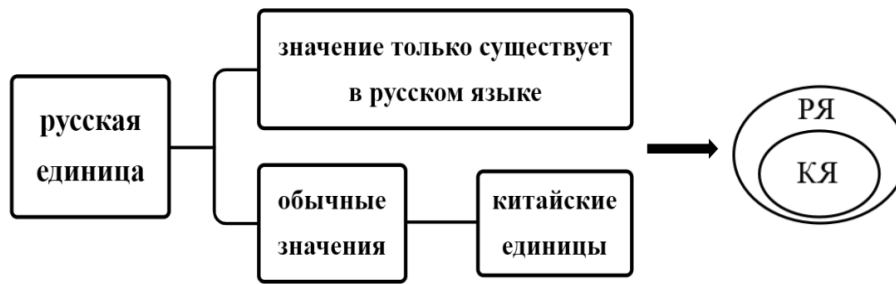 значение только существует
в русском языке
русская
единица
обычные
значения
китайские
единицы
РЯ
КЯ